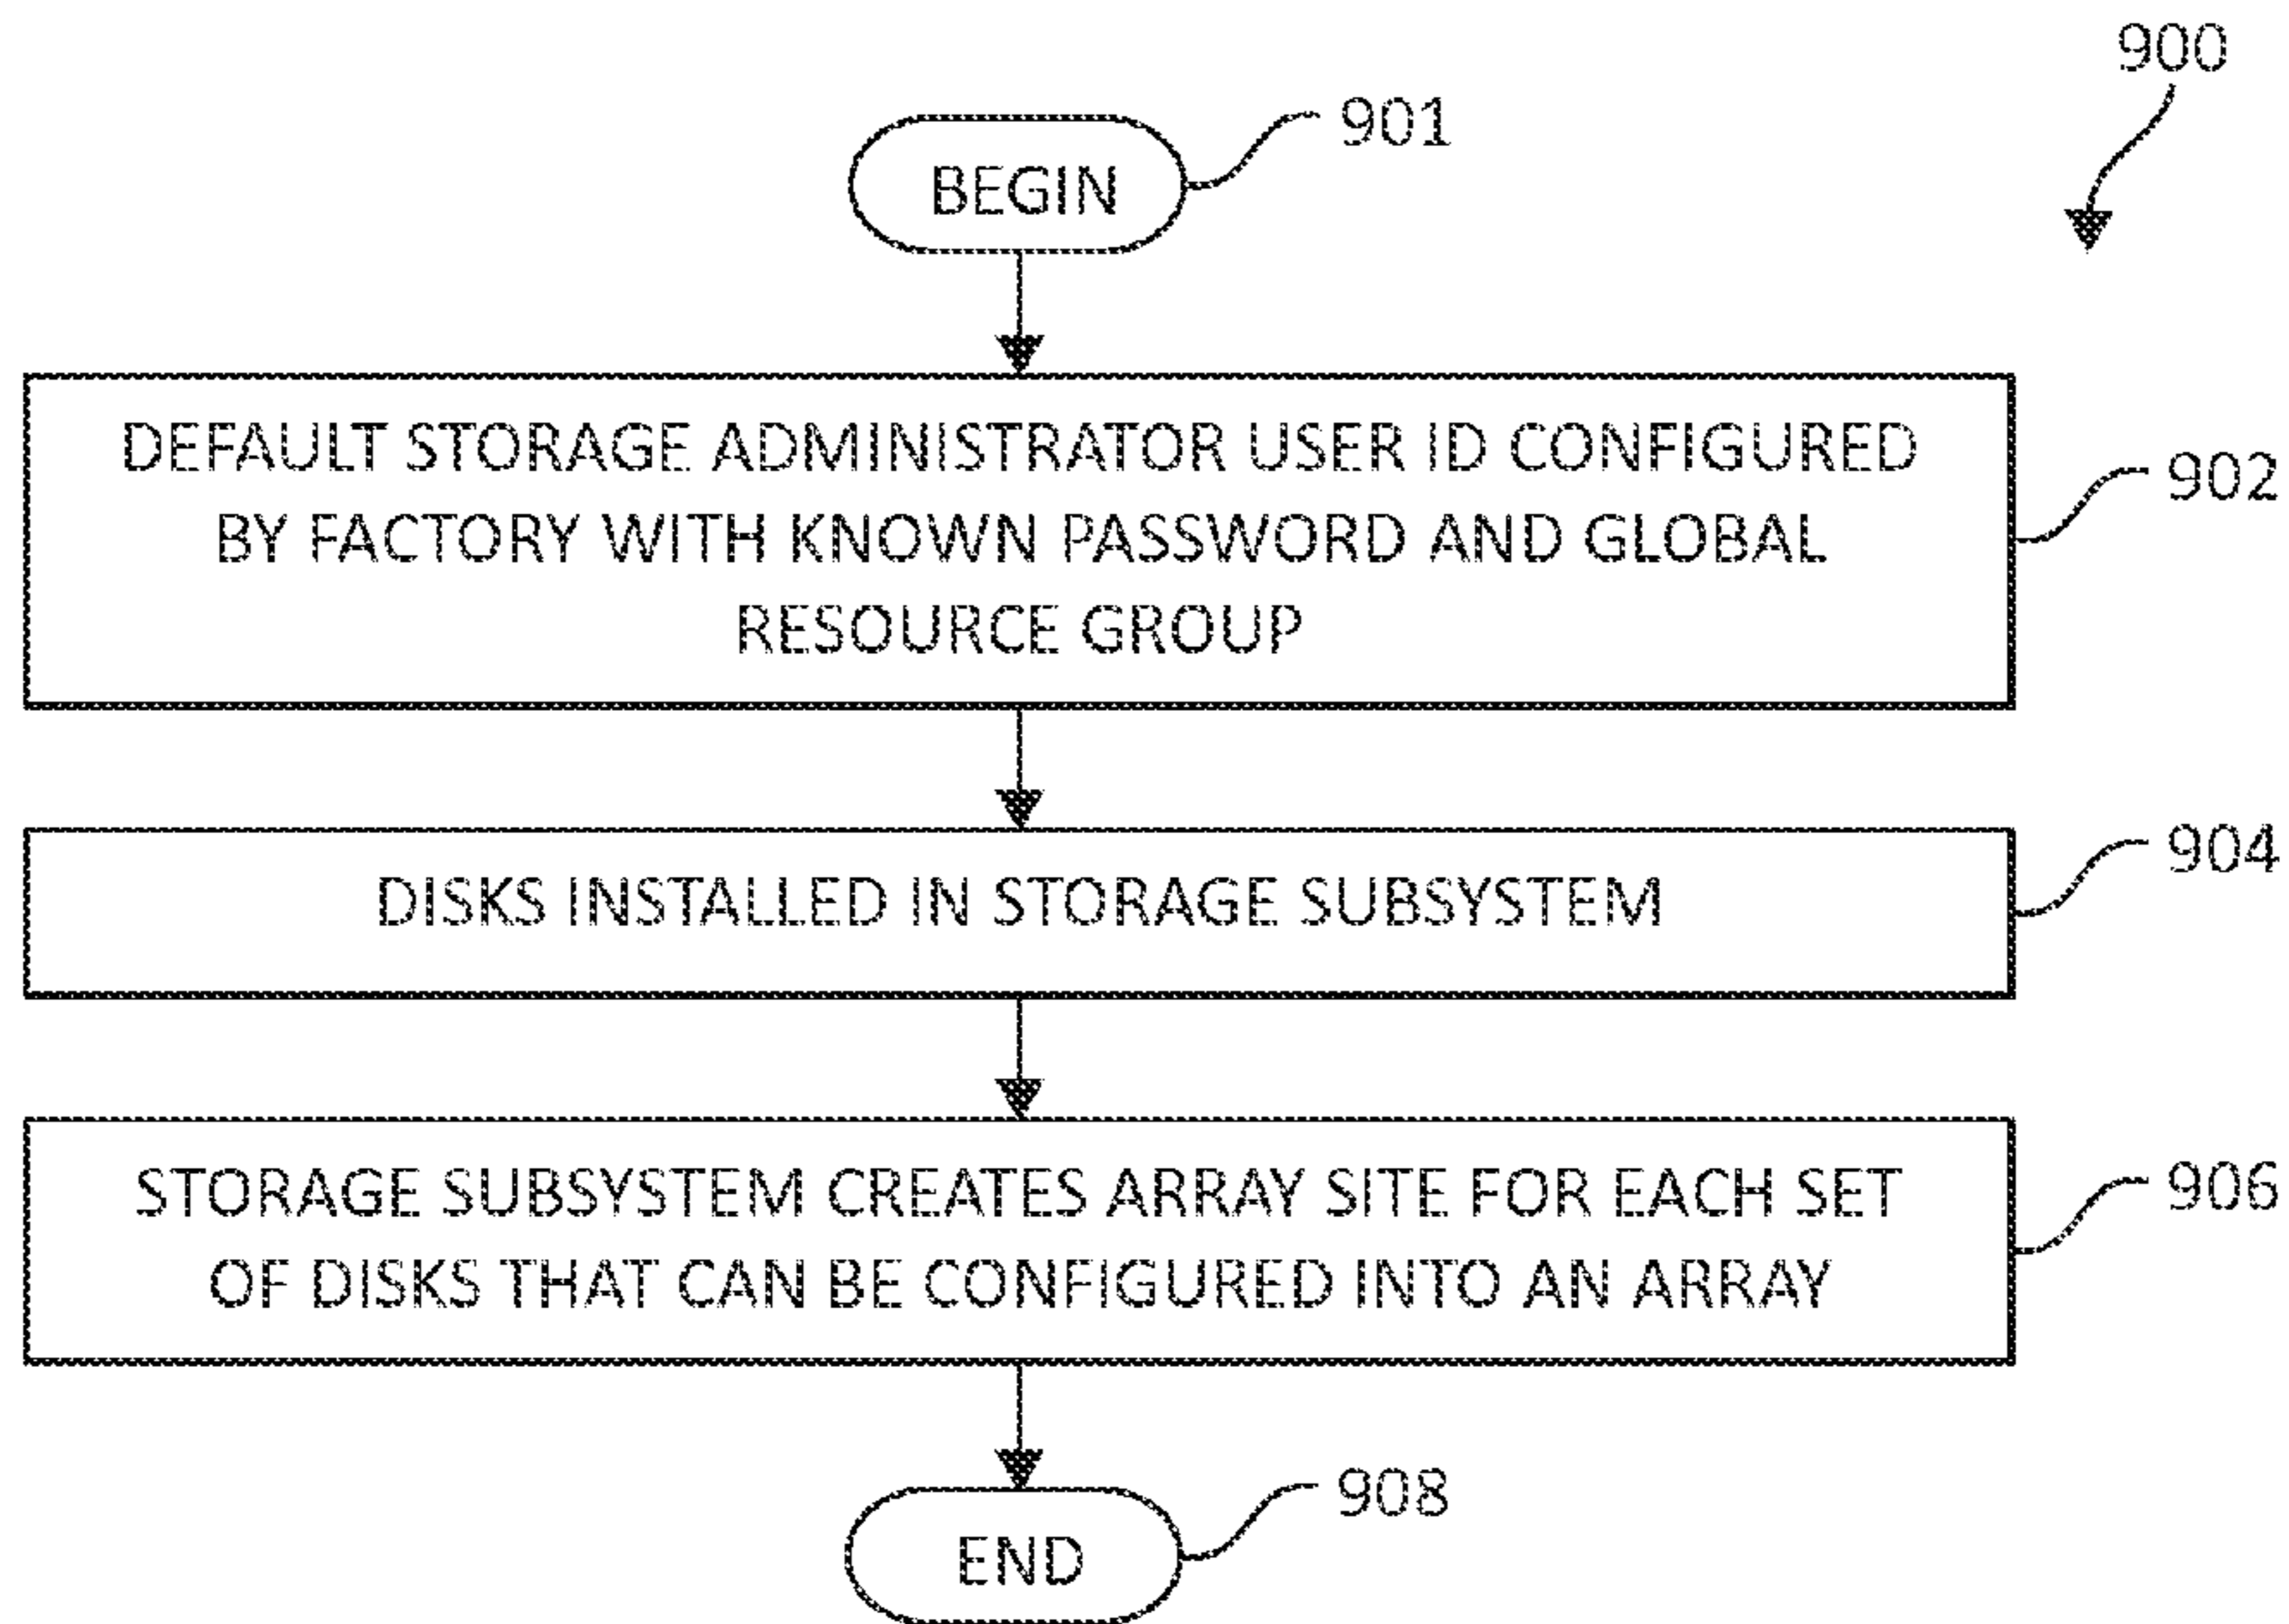 900
901
BEGIN
DEFAULT STORAGE ADMINISTRATOR USER ID CONFIGURED
BY FACTORY WITH KNOWN PASSWORD AND GLOBAL
RESOURCE GROUP
902
DISKS INSTALLED IN STORAGE SUBSYSTEM
904
STORAGE SUBSYSTEM CREATES ARRAY SITE FOR EACH SET
OF DISKS THAT CAN BE CONFIGURED INTO AN ARRAY
906
END
908